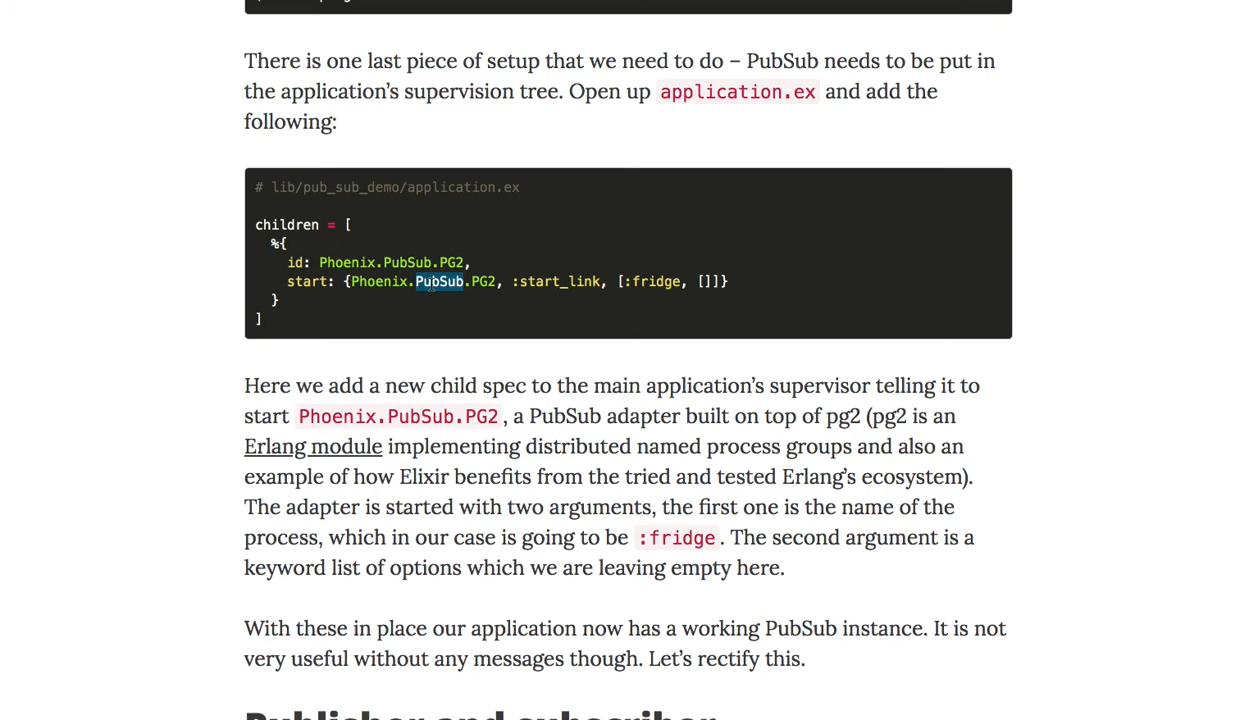 There is one last piece of setup that we need to do – PubSub needs to be put in
the application’s supervision tree. Open up application.ex and add the
following:
# lib/pub_sub_demo/application.ex
children = [
%{
id: Phoenix.PubSub.PG2,
start: {Phoenix.PubSub.PG2, :start_link, [:fridge, []]}
}
]
Here we add a new child spec to the main application’s supervisor telling it to
start Phoenix.PubSub.PG2, a PubSub adapter built on top of pg2 (pg2 is an
Erlang module implementing distributed named process groups and also an
example of how Elixir benefits from the tried and tested Erlang’s ecosystem).
The adapter is started with two arguments, the first one is the name of the
process, which in our case is going to be :fridge. The second argument is a
keyword list of options which we are leaving empty here.
With these in place our application now has a working PubSub instance. It is not
very useful without any messages though. Let’s rectify this.
Publisher and subscriber